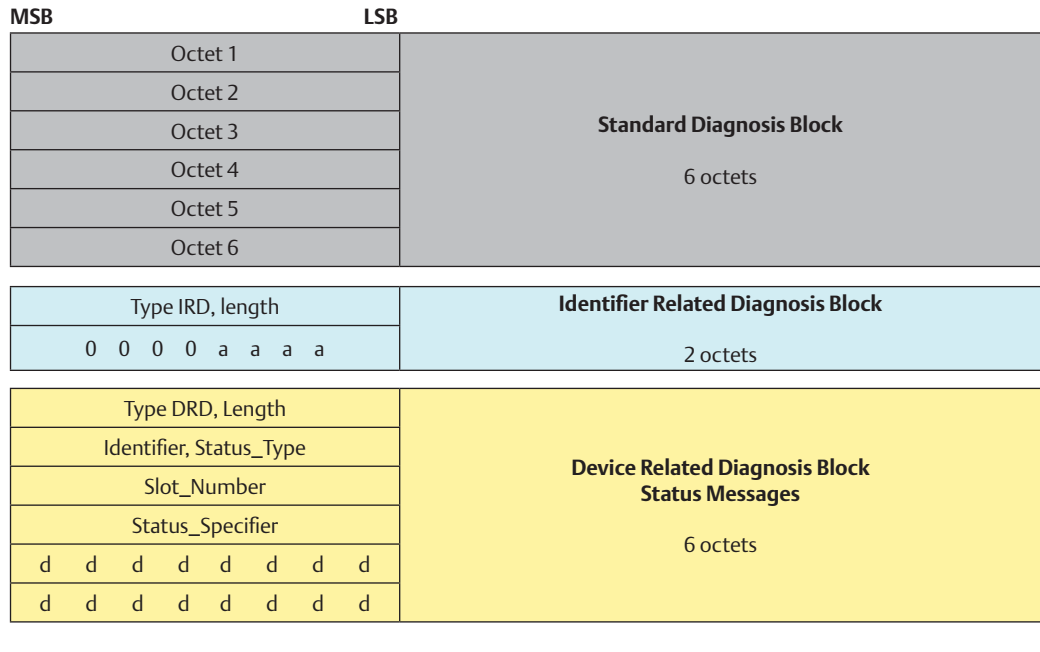 MSB LSB
Octet 1
Octet 2
Octet 3
Octet 4
Octet 5
Octet 6
Standard Diagnosis Block
6 octets
Type IRD, length
0 0 0 0 a a a a
Identifier Related Diagnosis Block
2 octets
Type DRD, Length
Identifier, Status_Type
Slot_Number
Status_Specifier
d d d d d d d d
d d d d d d d d
Device Related Diagnosis Block
Status Messages
6 octets